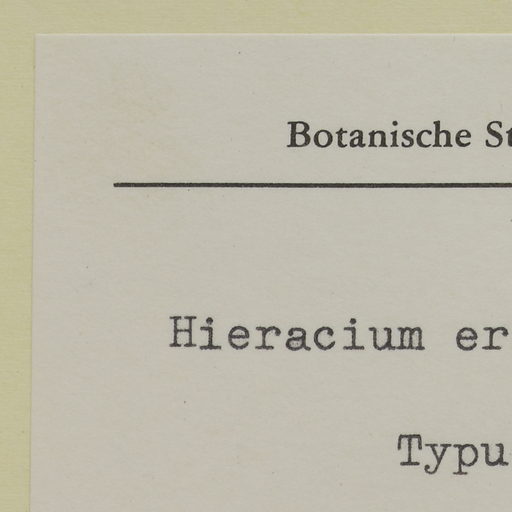 Botanische St
Hieracium er
Typu